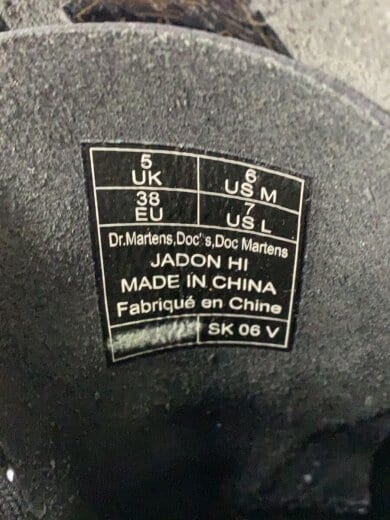 5 UK
6 US M
38 EU
7 US L
Dr.Martens,Doc's,Doc Martens
JADON HI
MADE IN CHINA
Fabriqué en Chine
SK 06 V